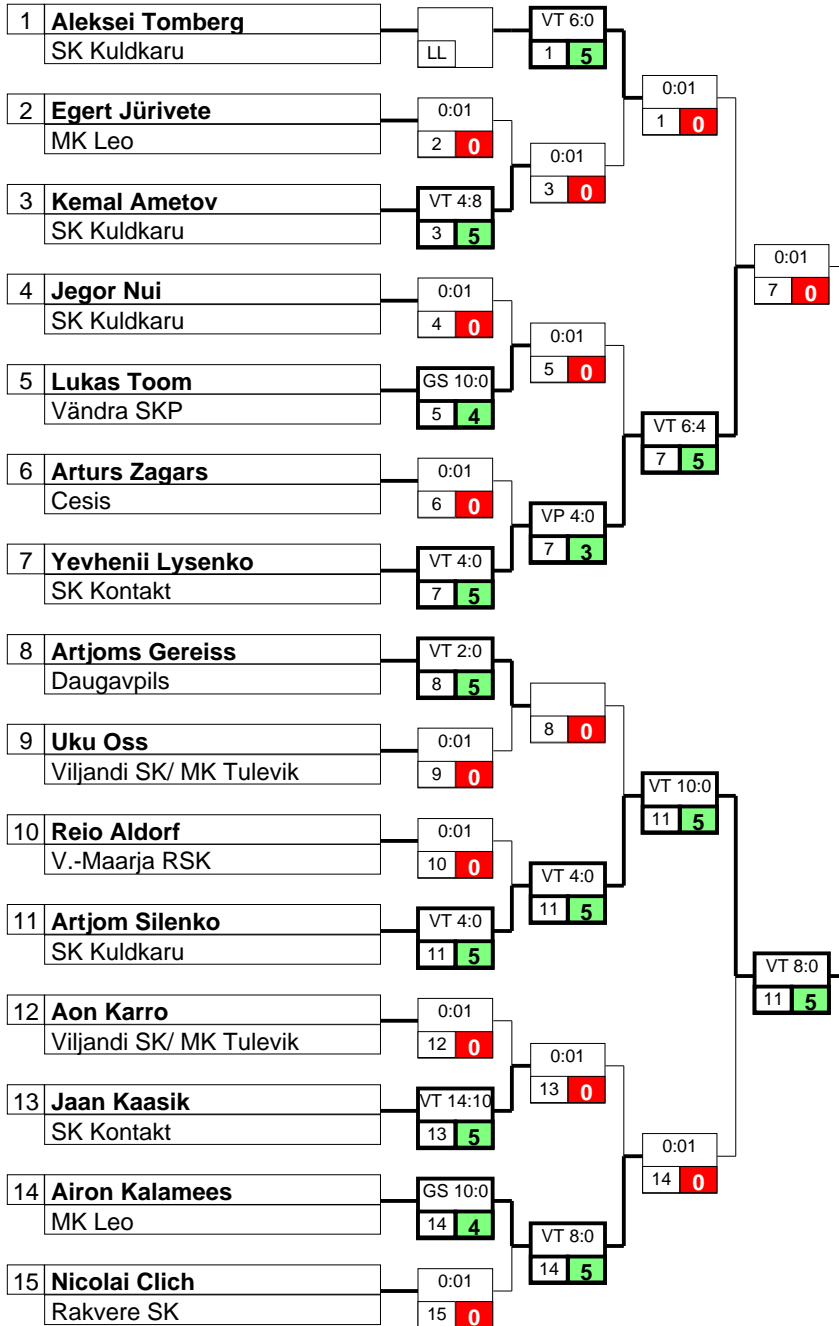 1 Aleksei Tomberg
SK Kuldkaru
LL
VT 6:0
1 5
0:01
1 0
2 Egert Jürivete
MK Leo
0:01
2 0
0:01
3 0
3 Kemal Ametov
SK Kuldkaru
VT 4:8
3 5
0:01
7 0
4 Jegor Nui
SK Kuldkaru
0:01
4 0
0:01
5 0
5 Lukas Toom
Vändra SKP
GS 10:0
5 4
VT 6:4
7 5
6 Arturs Zagars
Cesis
0:01
6 0
VP 4:0
7 3
7 Yevhenii Lysenko
SK Kontakt
VT 4:0
7 5
8 Artjoms Gereiss
Daugavpils
VT 2:0
8 5
8 0
9 Uku Oss
Viljandi SK/ MK Tulevik
0:01
9 0
VT 10:0
11 5
10 Reio Aldorf
V.-Maarja RSK
0:01
10 0
VT 4:0
11 5
11 Artjom Silenko
SK Kuldkaru
VT 4:0
11 5
VT 8:0
11 5
12 Aon Karro
Viljandi SK/ MK Tulevik
0:01
12 0
0:01
13 0
13 Jaan Kaasik
SK Kontakt
VT 14:10
13 5
0:01
14 0
14 Airon Kalamees
MK Leo
GS 10:0
14 4
VT 8:0
14 5
15 Nicolai Clich
Rakvere SK
0:01
15 0